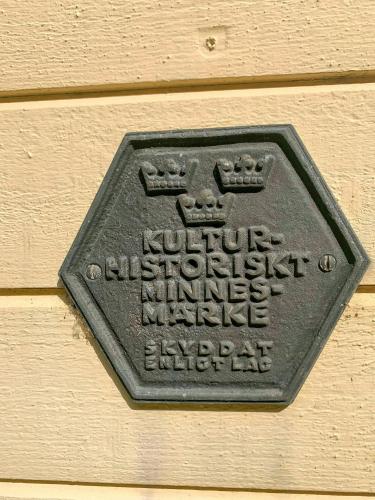 KULTUR-
HISTORISKT
MINNES-
MÄRKE
SKYDDAT
ENLIGT LAG